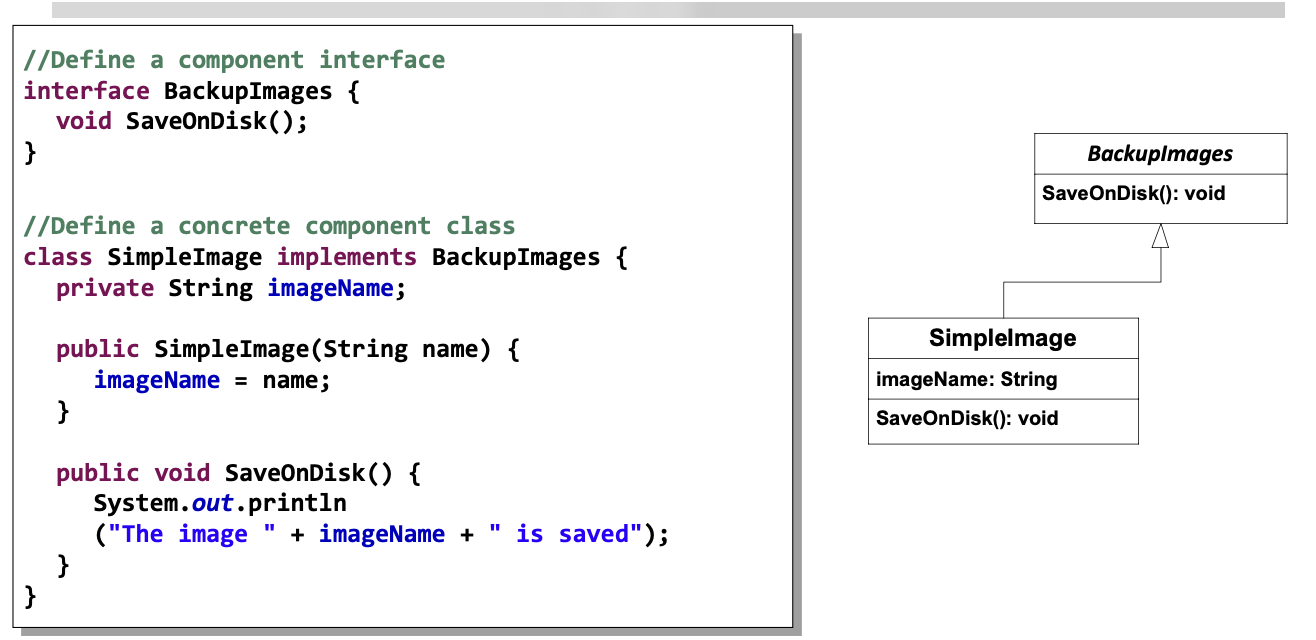 //Define a component interface
interface BackupImages {
void SaveOnDisk();
}
//Define a concrete component class
class SimpleImage implements BackupImages {
private String imageName;
public SimpleImage(String name) {
imageName = name;
}
public void SaveOnDisk() {
System.out.println
("The image " + imageName + " is saved");
}
}
BackupImages
SaveOnDisk(): void
SimpleImage
imageName: String
SaveOnDisk(): void